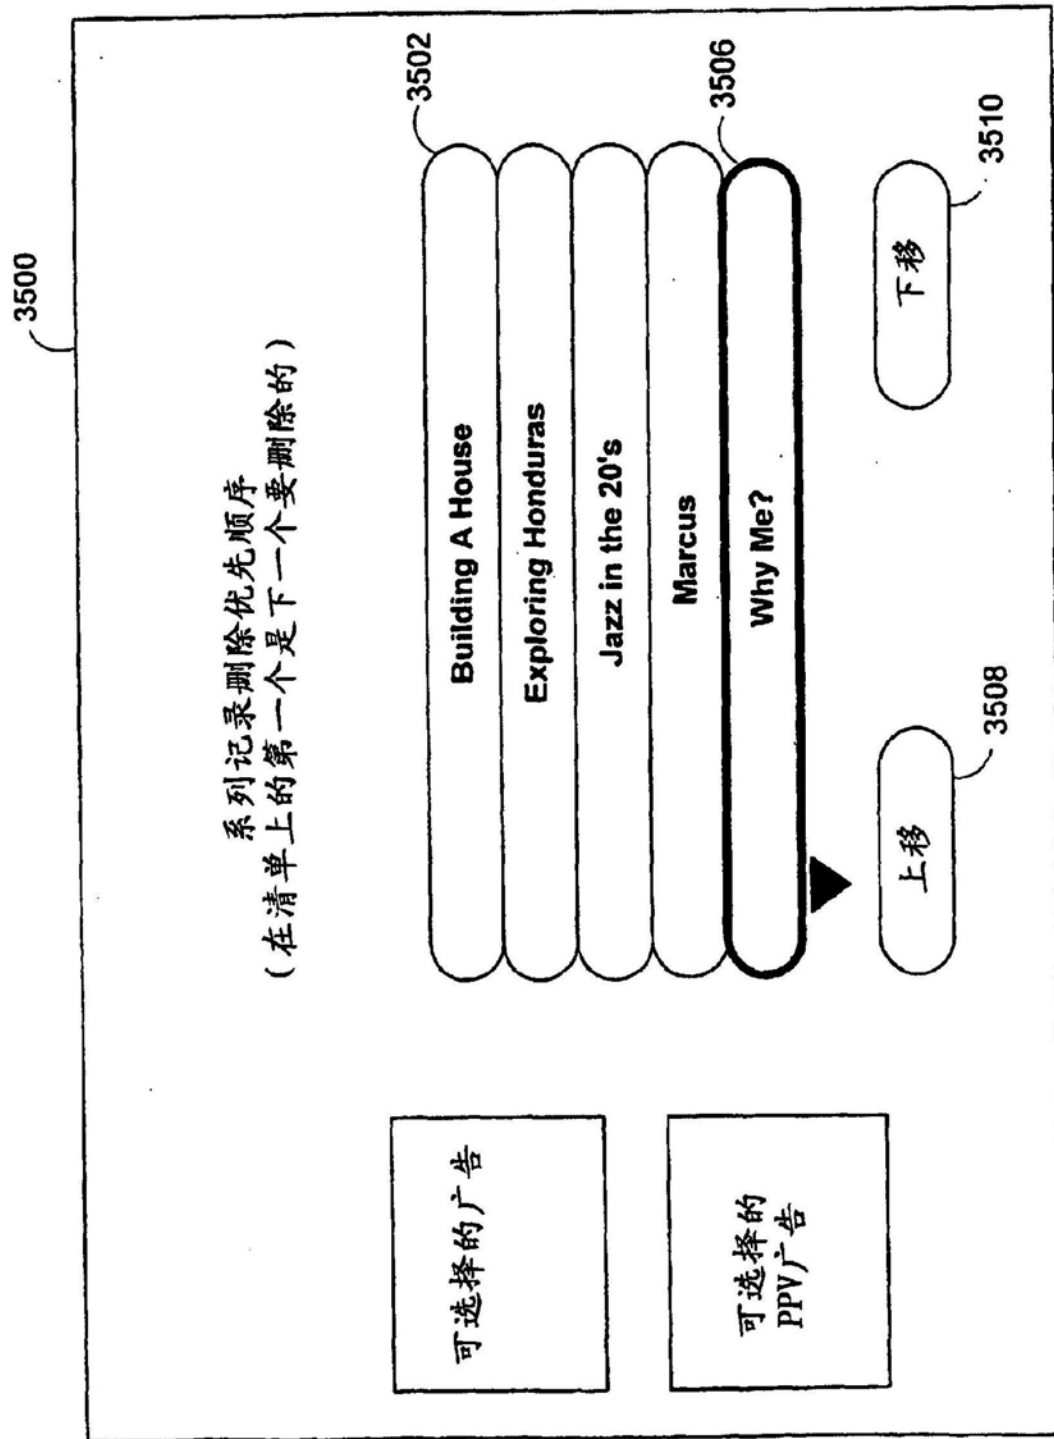 3500
系列记录删除优先顺序
(在清单上的第一个是下一个要删除的)
可选择的广告
可选择的
PPV广告
Building A House
3502
Exploring Honduras
Jazz in the 20's
Marcus
Why Me?
3506
上移
3508
下移
3510